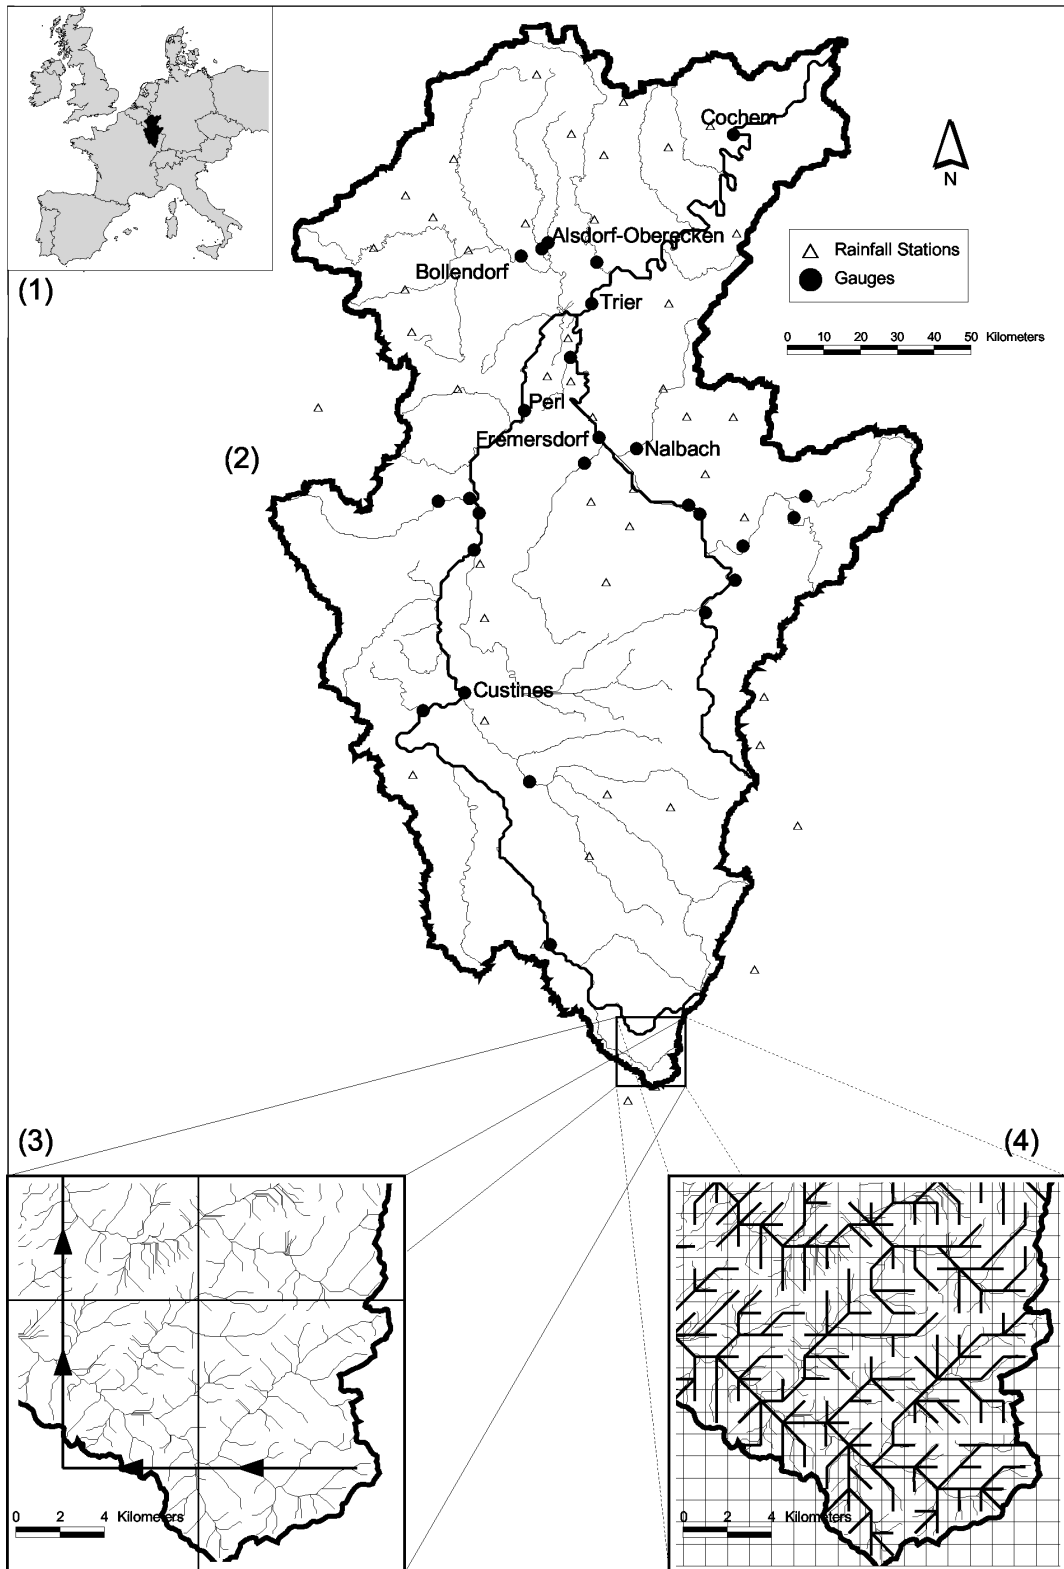 (1)
Cochem
N
Alsdorf-Oberecken
Bollendorf
Rainfall Stations
Gauges
Trier
0 10 20 30 40 50 Kilometers
Perl
Fremersdorf
Nalbach
(2)
Custines
(3)
(4)
0 2 4 Kilometers
0 2 4 Kilometers